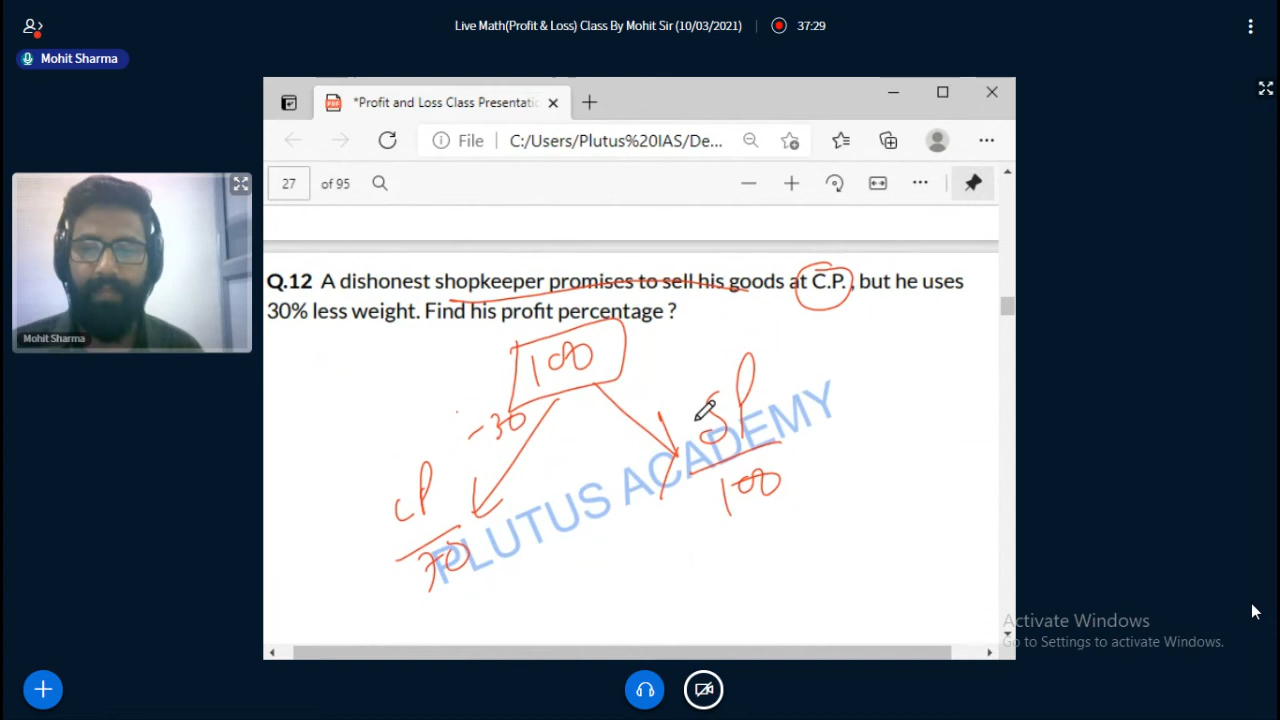 Live Math(Profit & Loss) Class By Mohit Sir (10/03/2021)
37:29
Mohit Sharma
*Profit and Loss Class Presentatic
File
C:/Users/Plutus%20IAS/De...
27 of 95
Q.12 A dishonest shopkeeper promises to sell his goods at C.P., but he uses
30% less weight. Find his profit percentage ?
100
-30
SP
100
CP
70
PLUTUS ACADEMY
Mohit Sharma
Activate Windows
Go to Settings to activate Windows.